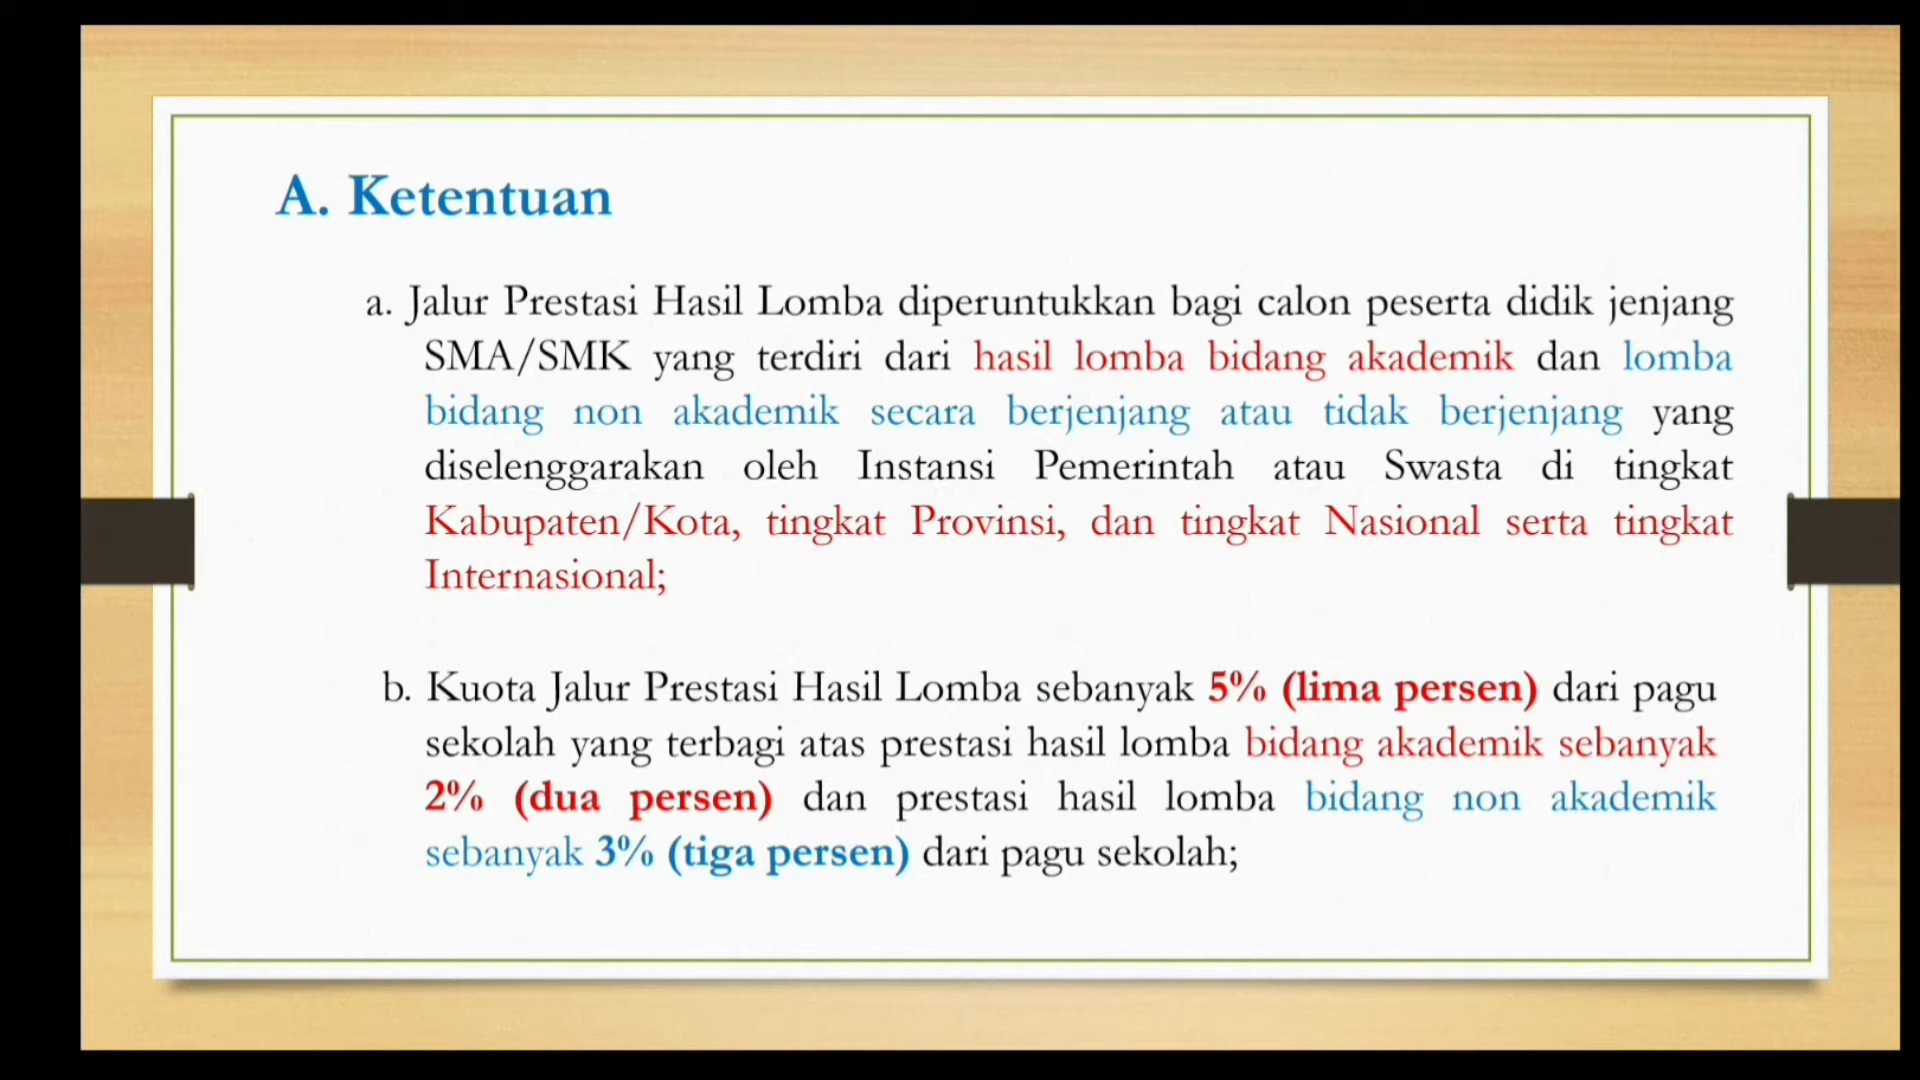 A. Ketentuan
a. Jalur Prestasi Hasil Lomba diperuntukkan bagi calon peserta didik jenjang
SMA/SMK yang terdiri dari hasil lomba bidang akademik dan lomba
bidang non akademik secara berjenjang atau tidak berjenjang yang
diselenggarakan oleh Instansi Pemerintah atau Swasta di tingkat
Kabupaten/Kota, tingkat Provinsi, dan tingkat Nasional serta tingkat
Internasional;
b. Kuota Jalur Prestasi Hasil Lomba sebanyak 5% (lima persen) dari pagu
sekolah yang terbagi atas prestasi hasil lomba bidang akademik sebanyak
2% (dua persen) dan prestasi hasil lomba bidang non akademik
sebanyak 3% (tiga persen) dari pagu sekolah;